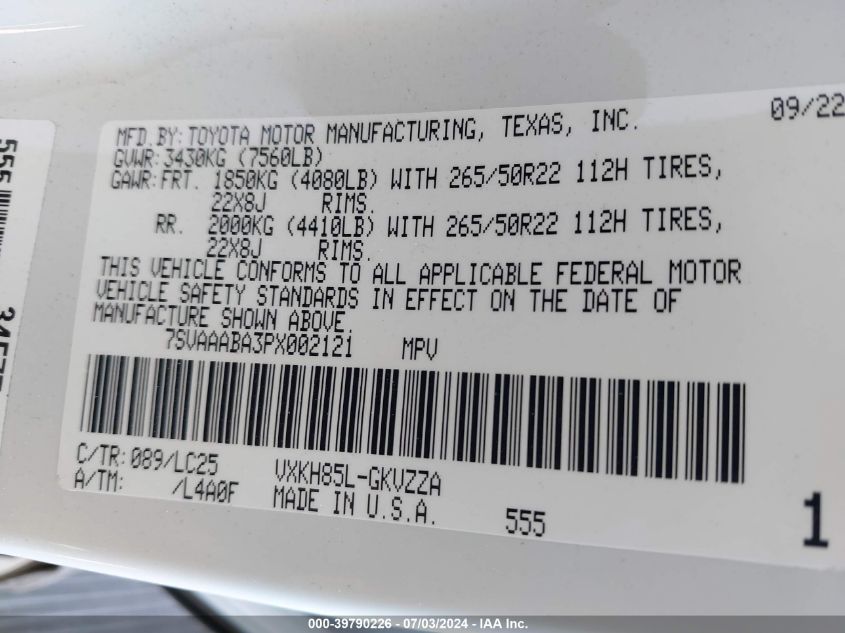 09/22
MFD.BY:TOYOTA MOTOR MANUFACTURING, TEXAS, INC.
GVWR:3430KG (7560LB)
GAWR:FRT. 1850KG (4080LB) WITH 265/50R22 112H TIRES,
22X8J RIMS.
RR. 2000KG (4410LB) WITH 265/50R22 112H TIRES,
22X8J RIMS.
THIS VEHICLE CONFORMS TO ALL APPLICABLE FEDERAL MOTOR
VEHICLE SAFETY STANDARDS IN EFFECT ON THE DATE OF
MANUFACTURE SHOWN ABOVE.
7SVAAABA3PX002121 MPV
C/TR:089/LC25 VXKH85L-GKVZZA
A/TM: /L4A0F MADE IN U.S.A. 555
1
555
000-39790226 - 07/03/2024 - IAA Inc.